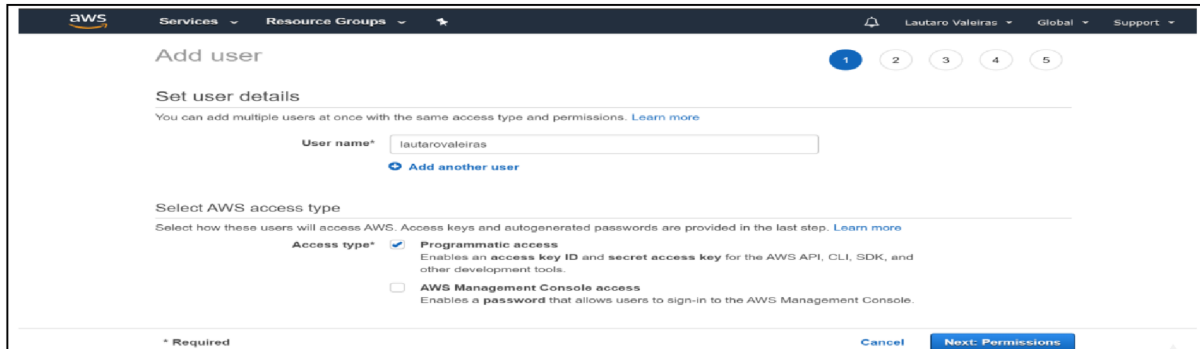 aws Services Resource Groups Lautaro Valeiras Global Support
Add user 1 2 3 4 5
Set user details
You can add multiple users at once with the same access type and permissions. Learn more
User name* lautarovaleiras
Add another user
Select AWS access type
Select how these users will access AWS. Access keys and autogenerated passwords are provided in the last step. Learn more
Access type* Programmatic access
Enables an access key ID and secret access key for the AWS API, CLI, SDK, and
other development tools.
AWS Management Console access
Enables a password that allows users to sign-in to the AWS Management Console.
* Required Cancel Next: Permissions